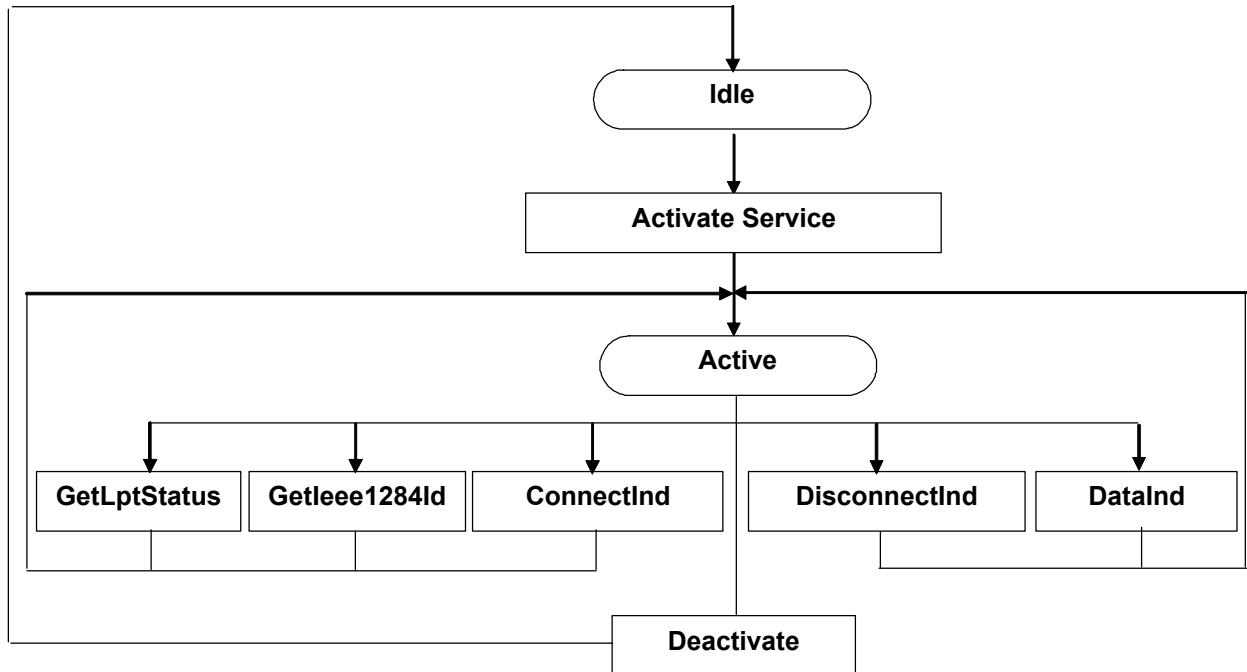 Idle
Activate Service
Active
GetLptStatus
GetIeee1284Id
ConnectInd
DisconnectInd
DataInd
Deactivate